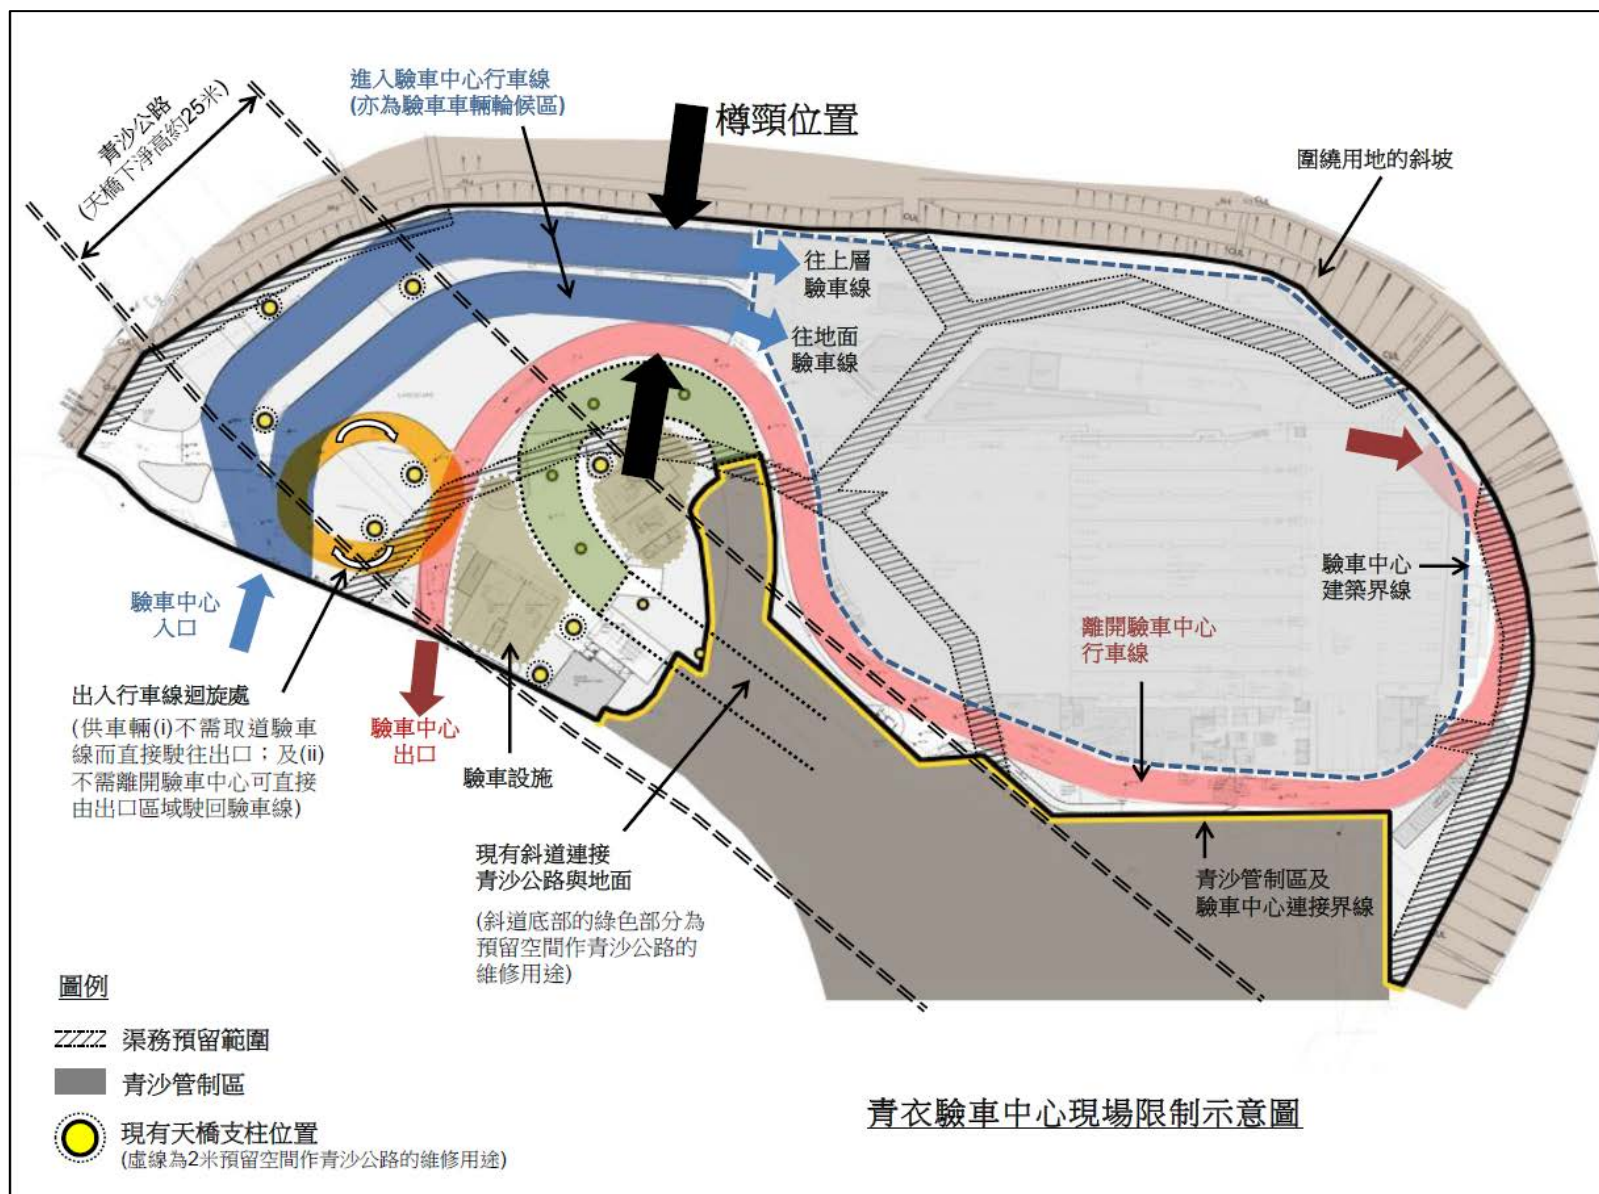 進入驗車中心行車線
(亦為驗車車輛輪候區)
樽頸位置
青沙公路
(天橋下淨高約25米)
圍繞用地的斜坡
往上層
驗車線
往地面
驗車線
驗車中心
建築界線
離開驗車中心
行車線
驗車中心
入口
出入行車線迴旋處
(供車輛(i)不需取道驗車
線而直接駛往出口；及(ii)
不需離開驗車中心可直接
由出口區域駛回驗車線)
驗車中心
出口
驗車設施
現有斜道連接
青沙公路與地面
(斜道底部的綠色部分為
預留空間作青沙公路的
維修用途)
青沙管制區及
驗車中心連接界線
圖例
渠務預留範圍
青沙管制區
現有天橋支柱位置
(虛線為2米預留空間作青沙公路的維修用途)
青衣驗車中心現場限制示意圖